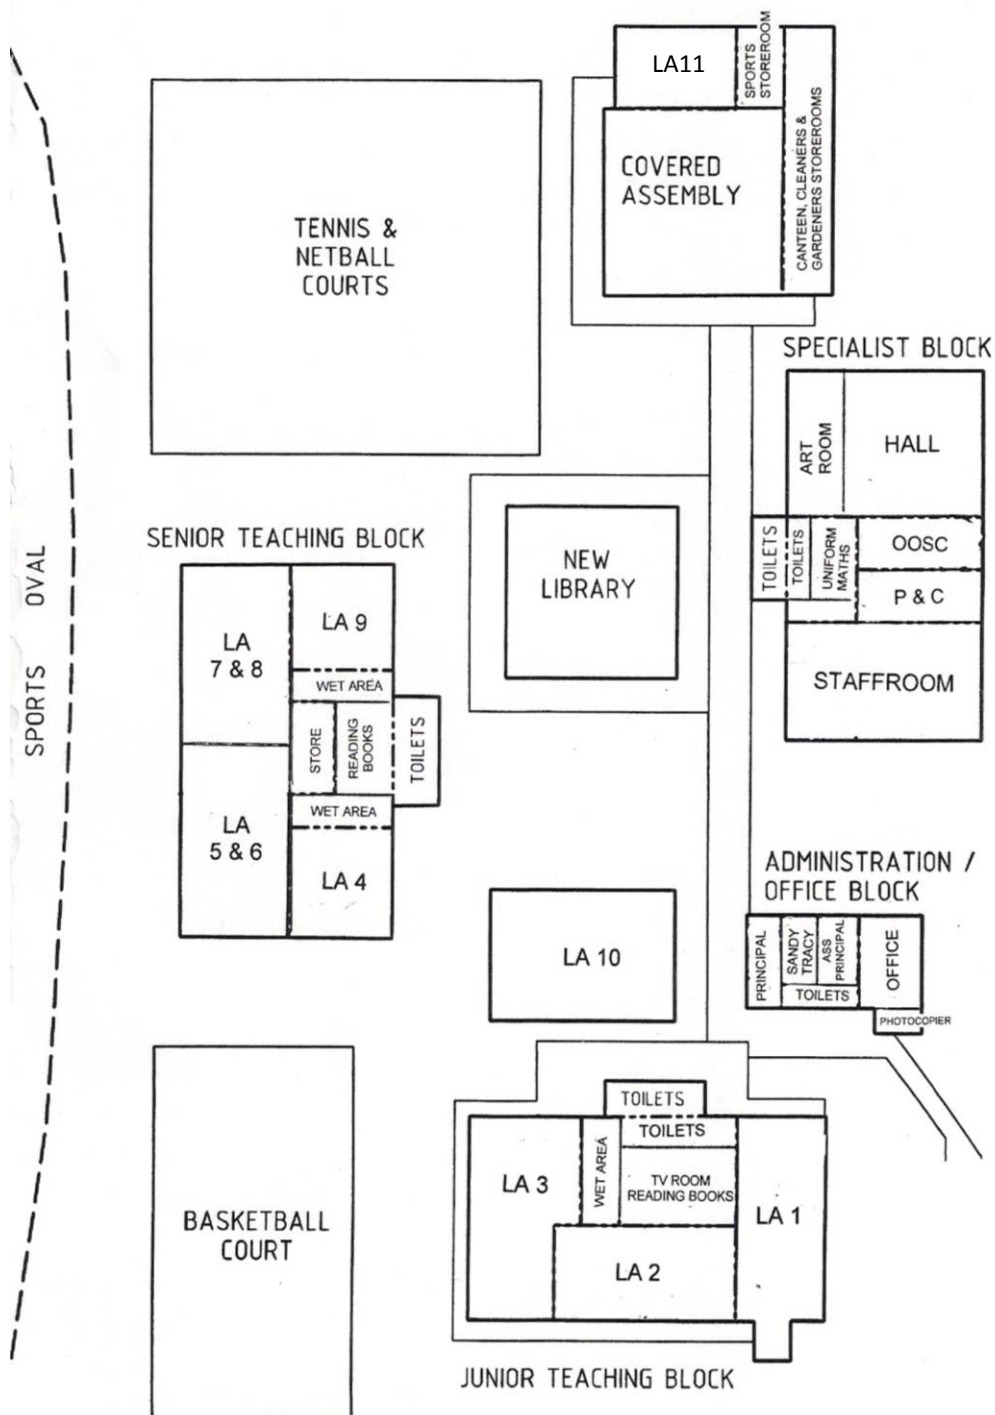 LA11
SPORTS
STOREROOM
CANTEEN, CLEANERS &
GARDENERS STOREROOMS
COVERED
ASSEMBLY
TENNIS &
NETBALL
COURTS
SPECIALIST BLOCK
ART
ROOM
HALL
TOILETS
TOILETS
UNIFORM
MATHS
OOSC
P & C
STAFFROOM
NEW
LIBRARY
SENIOR TEACHING BLOCK
SPORTS OVAL
LA
7 & 8
LA 9
WET AREA
STORE
READING
BOOKS
TOILETS
WET AREA
LA
5 & 6
LA 4
ADMINISTRATION /
OFFICE BLOCK
PRINCIPAL
SANDY
TRACY
ASS
PRINCIPAL
TOILETS
OFFICE
PHOTOCOPIER
LA 10
TOILETS
TOILETS
LA 3
WET AREA
TV ROOM
READING BOOKS
LA 1
LA 2
BASKETBALL
COURT
JUNIOR TEACHING BLOCK